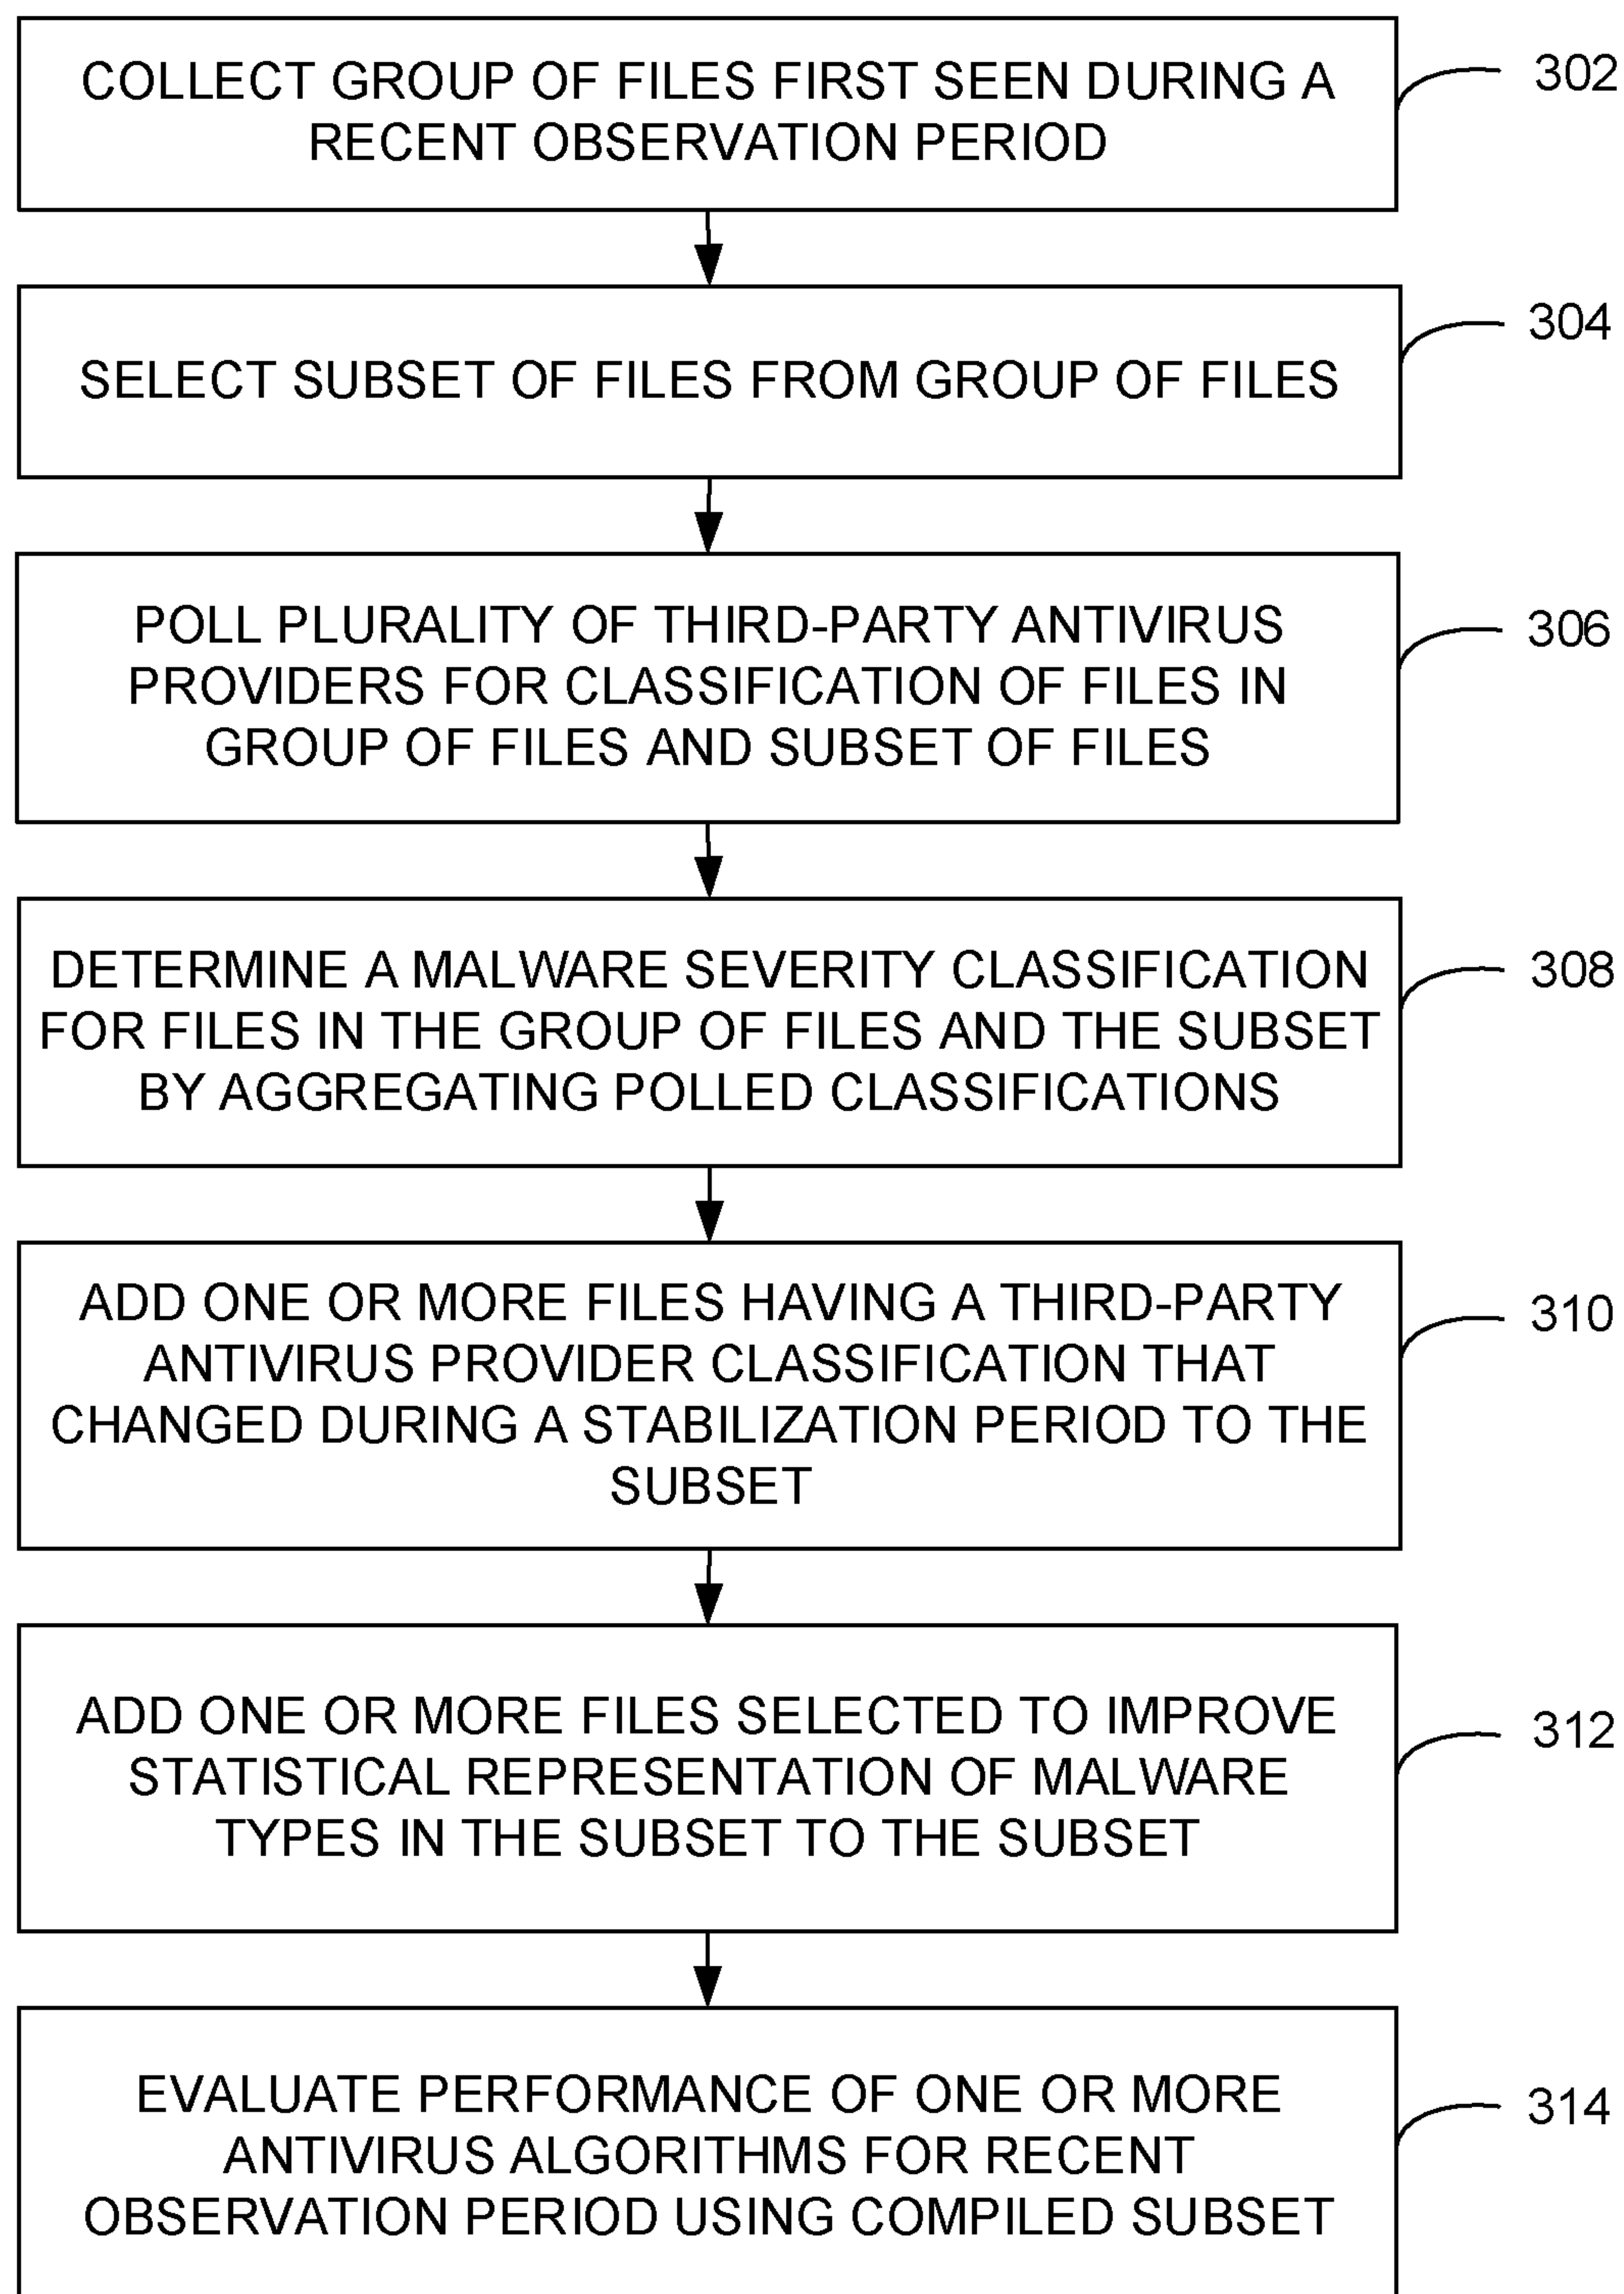 COLLECT GROUP OF FILES FIRST SEEN DURING A
RECENT OBSERVATION PERIOD
302
SELECT SUBSET OF FILES FROM GROUP OF FILES
304
POLL PLURALITY OF THIRD-PARTY ANTIVIRUS
PROVIDERS FOR CLASSIFICATION OF FILES IN
GROUP OF FILES AND SUBSET OF FILES
306
DETERMINE A MALWARE SEVERITY CLASSIFICATION
FOR FILES IN THE GROUP OF FILES AND THE SUBSET
BY AGGREGATING POLLED CLASSIFICATIONS
308
ADD ONE OR MORE FILES HAVING A THIRD-PARTY
ANTIVIRUS PROVIDER CLASSIFICATION THAT
CHANGED DURING A STABILIZATION PERIOD TO THE
SUBSET
310
ADD ONE OR MORE FILES SELECTED TO IMPROVE
STATISTICAL REPRESENTATION OF MALWARE
TYPES IN THE SUBSET TO THE SUBSET
312
EVALUATE PERFORMANCE OF ONE OR MORE
ANTIVIRUS ALGORITHMS FOR RECENT
OBSERVATION PERIOD USING COMPILED SUBSET
314